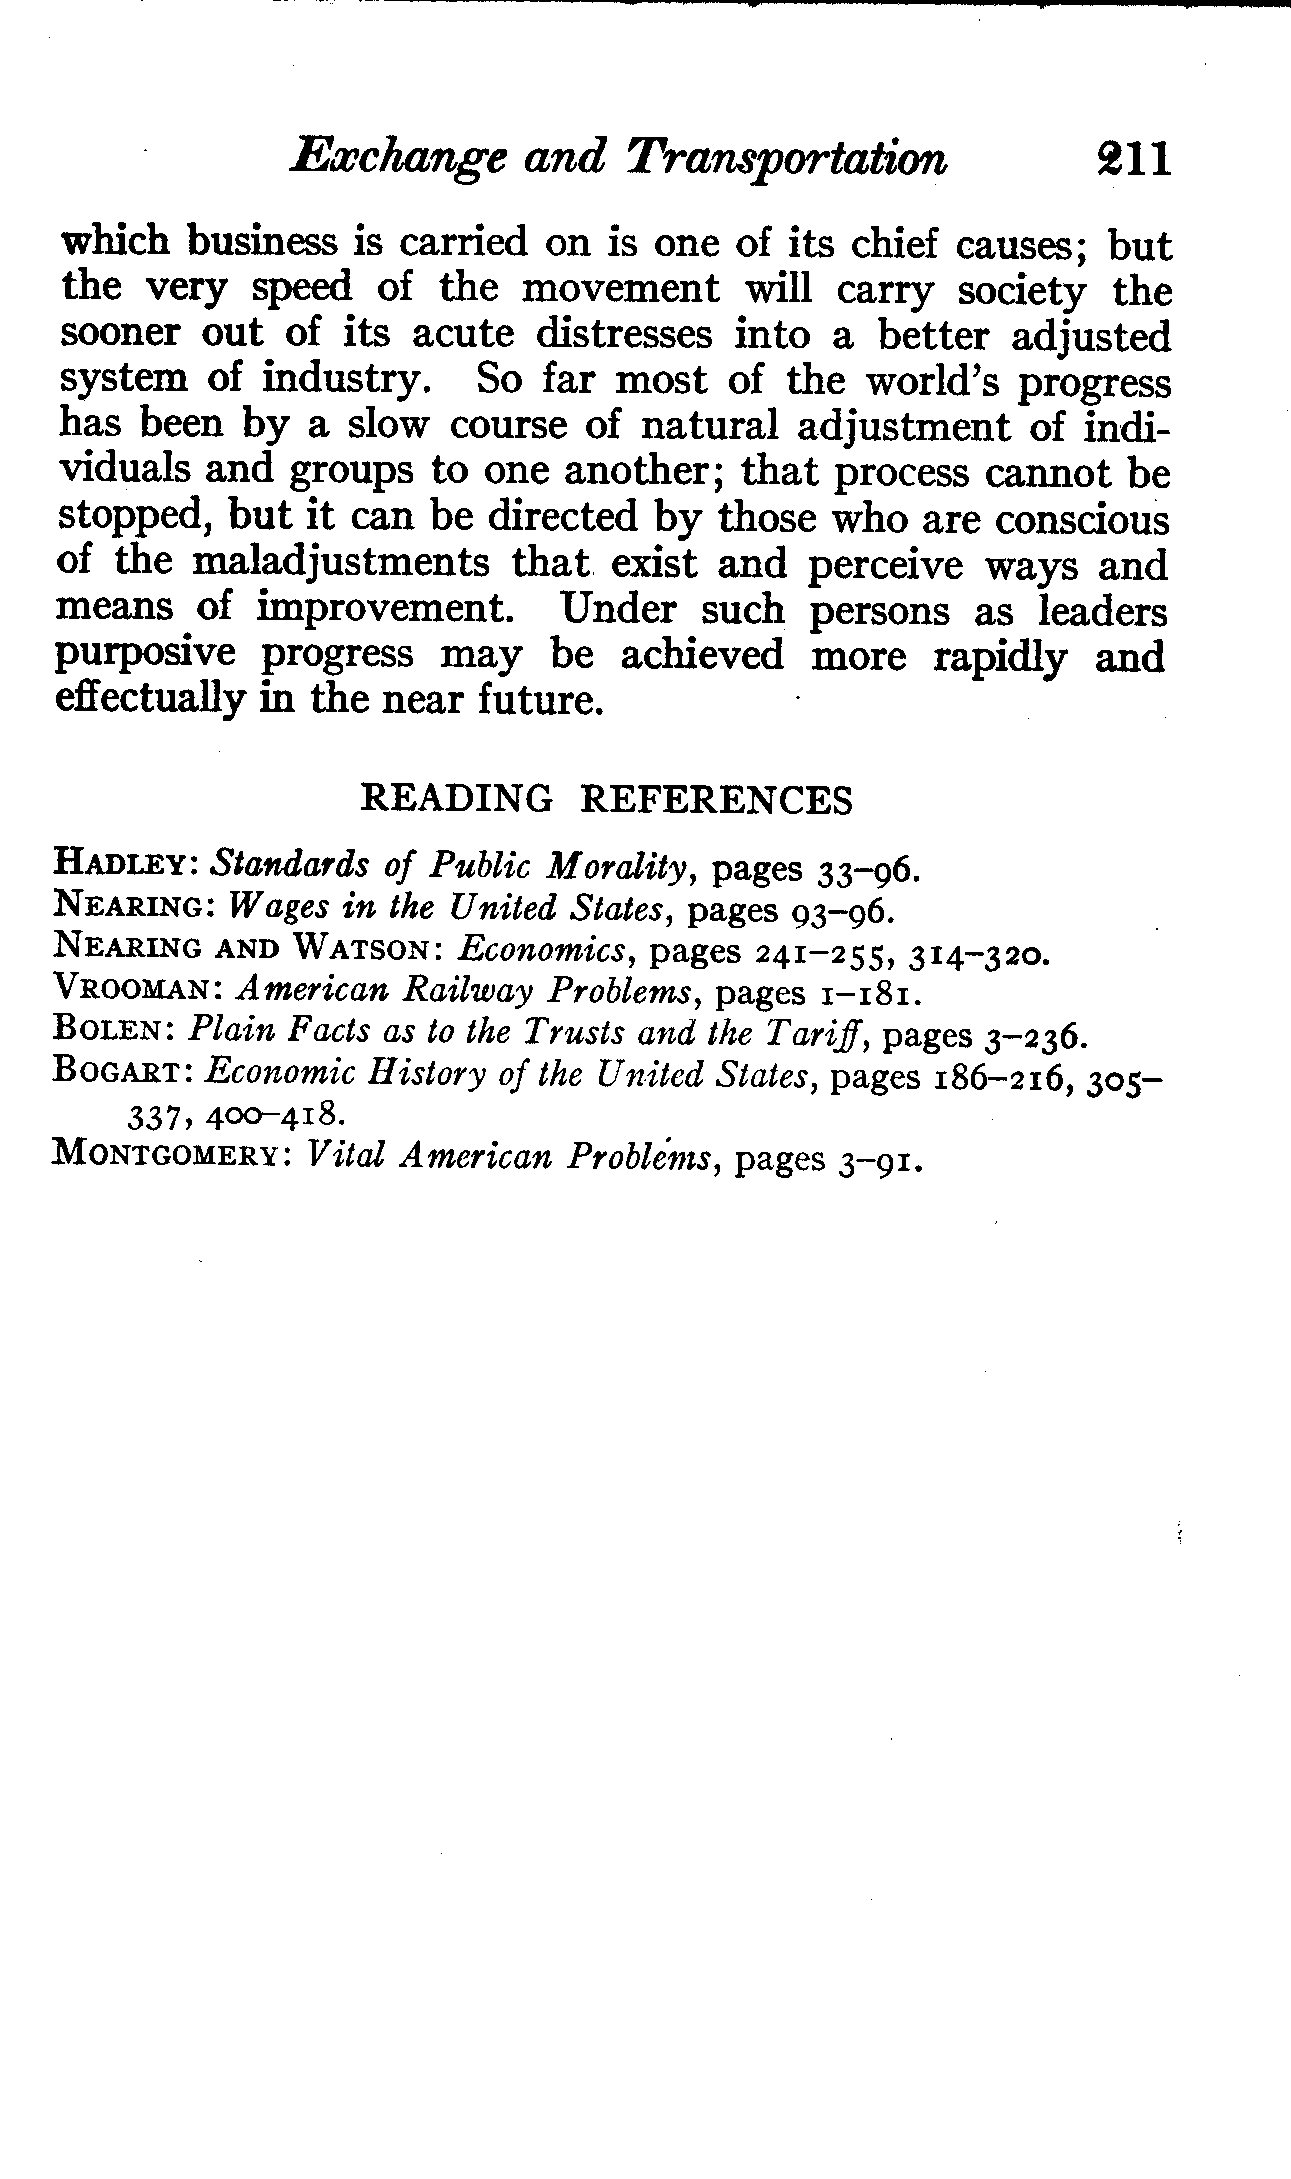 Exchange and Transportation 211
which business is carried on is one of its chief causes; but
the very speed of the movement will carry society the
sooner out of its acute distresses into a better adjusted
system of industry. So far most of the world's progress
has been by a slow course of natural adjustment of indi-
viduals and groups to one another; that process cannot be
stopped, but it can be directed by those who are conscious
of the maladjustments that exist and perceive ways and
means of improvement. Under such persons as leaders
purposive progress may be achieved more rapidly and
effectually in the near future.
READING REFERENCES
HADLEY: Standards of Public Morality, pages 33–96.
NEARING: Wages in the United States, pages 93–96.
NEARING AND WATSON: Economics, pages 241–255, 314–320.
VROOMAN: American Railway Problems, pages 1–181.
BOLEN: Plain Facts as to the Trusts and the Tariff, pages 3–236.
BOGART: Economic History of the United States, pages 186–216, 305–
337, 400–418.
MONTGOMERY: Vital American Problems, pages 3–91.